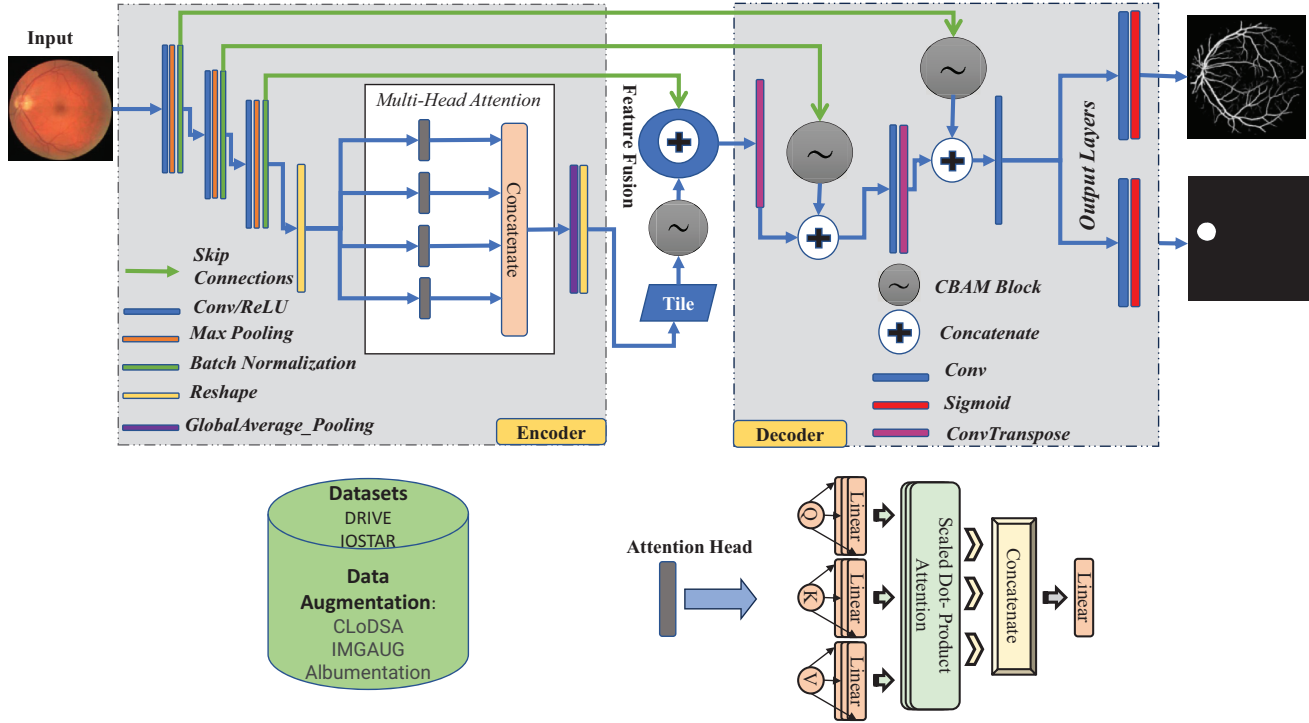 Input
Multi-Head Attention
Concatenate
Skip
Connections
Conv/ReLU
Max Pooling
Batch Normalization
Reshape
GlobalAverage_Pooling
Encoder
Feature Fusion
Tile
Output Layers
CBAM Block
Concatenate
Conv
Sigmoid
ConvTranspose
Decoder
Datasets
DRIVE
IOSTAR
Data
Augmentation:
CLoDSA
IMGAUG
Albumentation
Attention Head
Q
Linear
K
Linear
V
Linear
Scaled Dot- Product
Attention
Concatenate
Linear